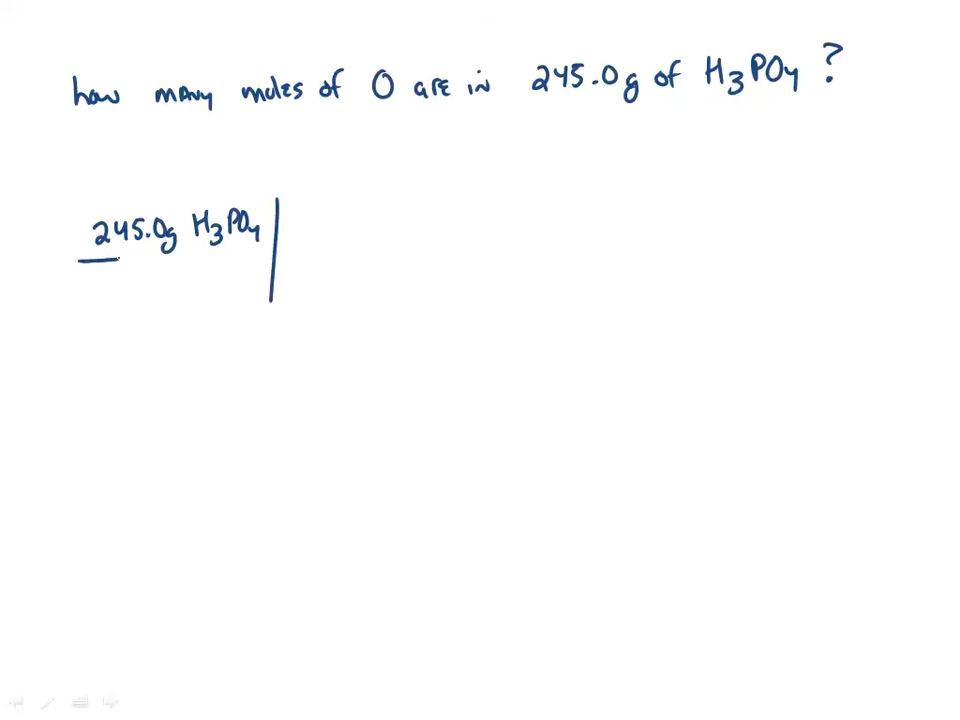 how many moles of O are in 245.0g of H₃PO₄?
245.0g H₃PO₄